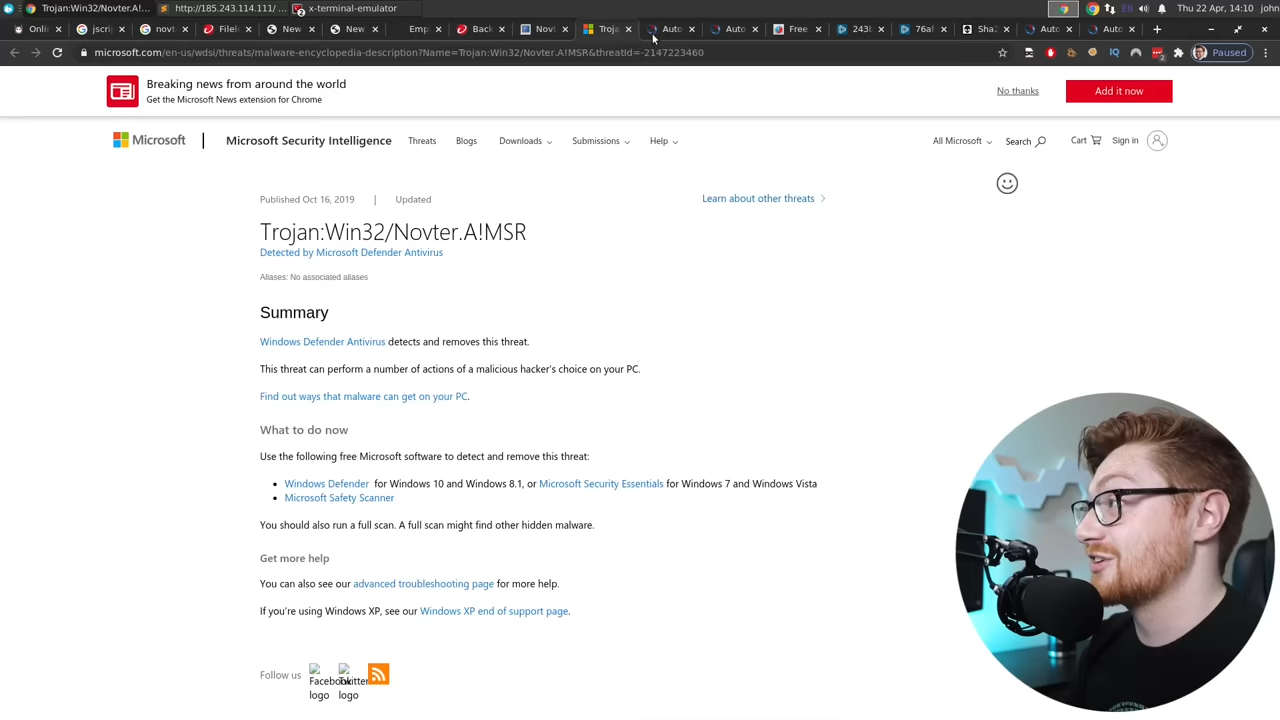 Trojan:Win32/Novter.A!M...
http://185.243.114.111/
x-terminal-emulator
EN
Thu 22 Apr, 14:10
john
Onli
jscrip
novt
Filele
New
New
Emp
Back
Novt
Troja
Auto
Auto
Free
243b
76af
Sha2
Auto
Auto
microsoft.com/en-us/wdsi/threats/malware-encyclopedia-description?Name=Trojan:Win32/Novter.A!MSR&threatId=-2147223460
Paused
Breaking news from around the world
Get the Microsoft News extension for Chrome
No thanks
Add it now
Microsoft
Microsoft Security Intelligence
Threats
Blogs
Downloads
Submissions
Help
All Microsoft
Search
Cart
Sign in
Published Oct 16, 2019 | Updated
Learn about other threats
Trojan:Win32/Novter.A!MSR
Detected by Microsoft Defender Antivirus
Aliases: No associated aliases
Summary
Windows Defender Antivirus detects and removes this threat.
This threat can perform a number of actions of a malicious hacker's choice on your PC.
Find out ways that malware can get on your PC.
What to do now
Use the following free Microsoft software to detect and remove this threat:
Windows Defender for Windows 10 and Windows 8.1, or Microsoft Security Essentials for Windows 7 and Windows Vista
Microsoft Safety Scanner
You should also run a full scan. A full scan might find other hidden malware.
Get more help
You can also see our advanced troubleshooting page for more help.
If you're using Windows XP, see our Windows XP end of support page.
Follow us
Facebook logo
Twitter logo